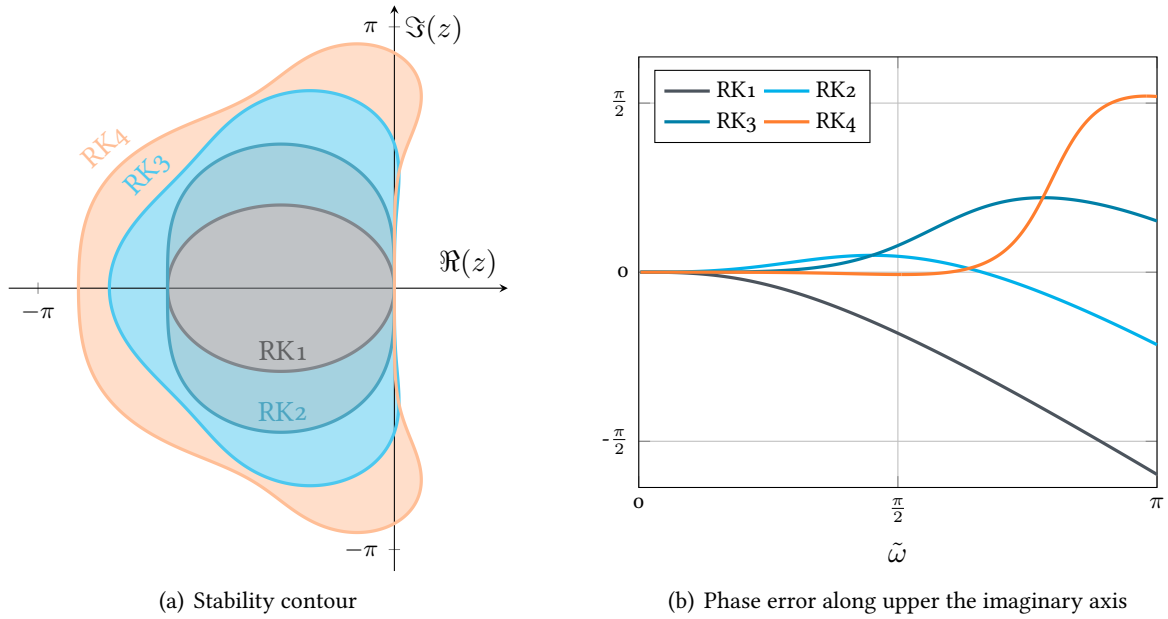 π
ℑ(z)
RK4
RK3
ℜ(z)
−π
RK1
RK2
−π
(a) Stability contour
RK1 RK2
RK3 RK4
π/2
0
-π/2
0 π/2 π
ω̃
(b) Phase error along upper the imaginary axis